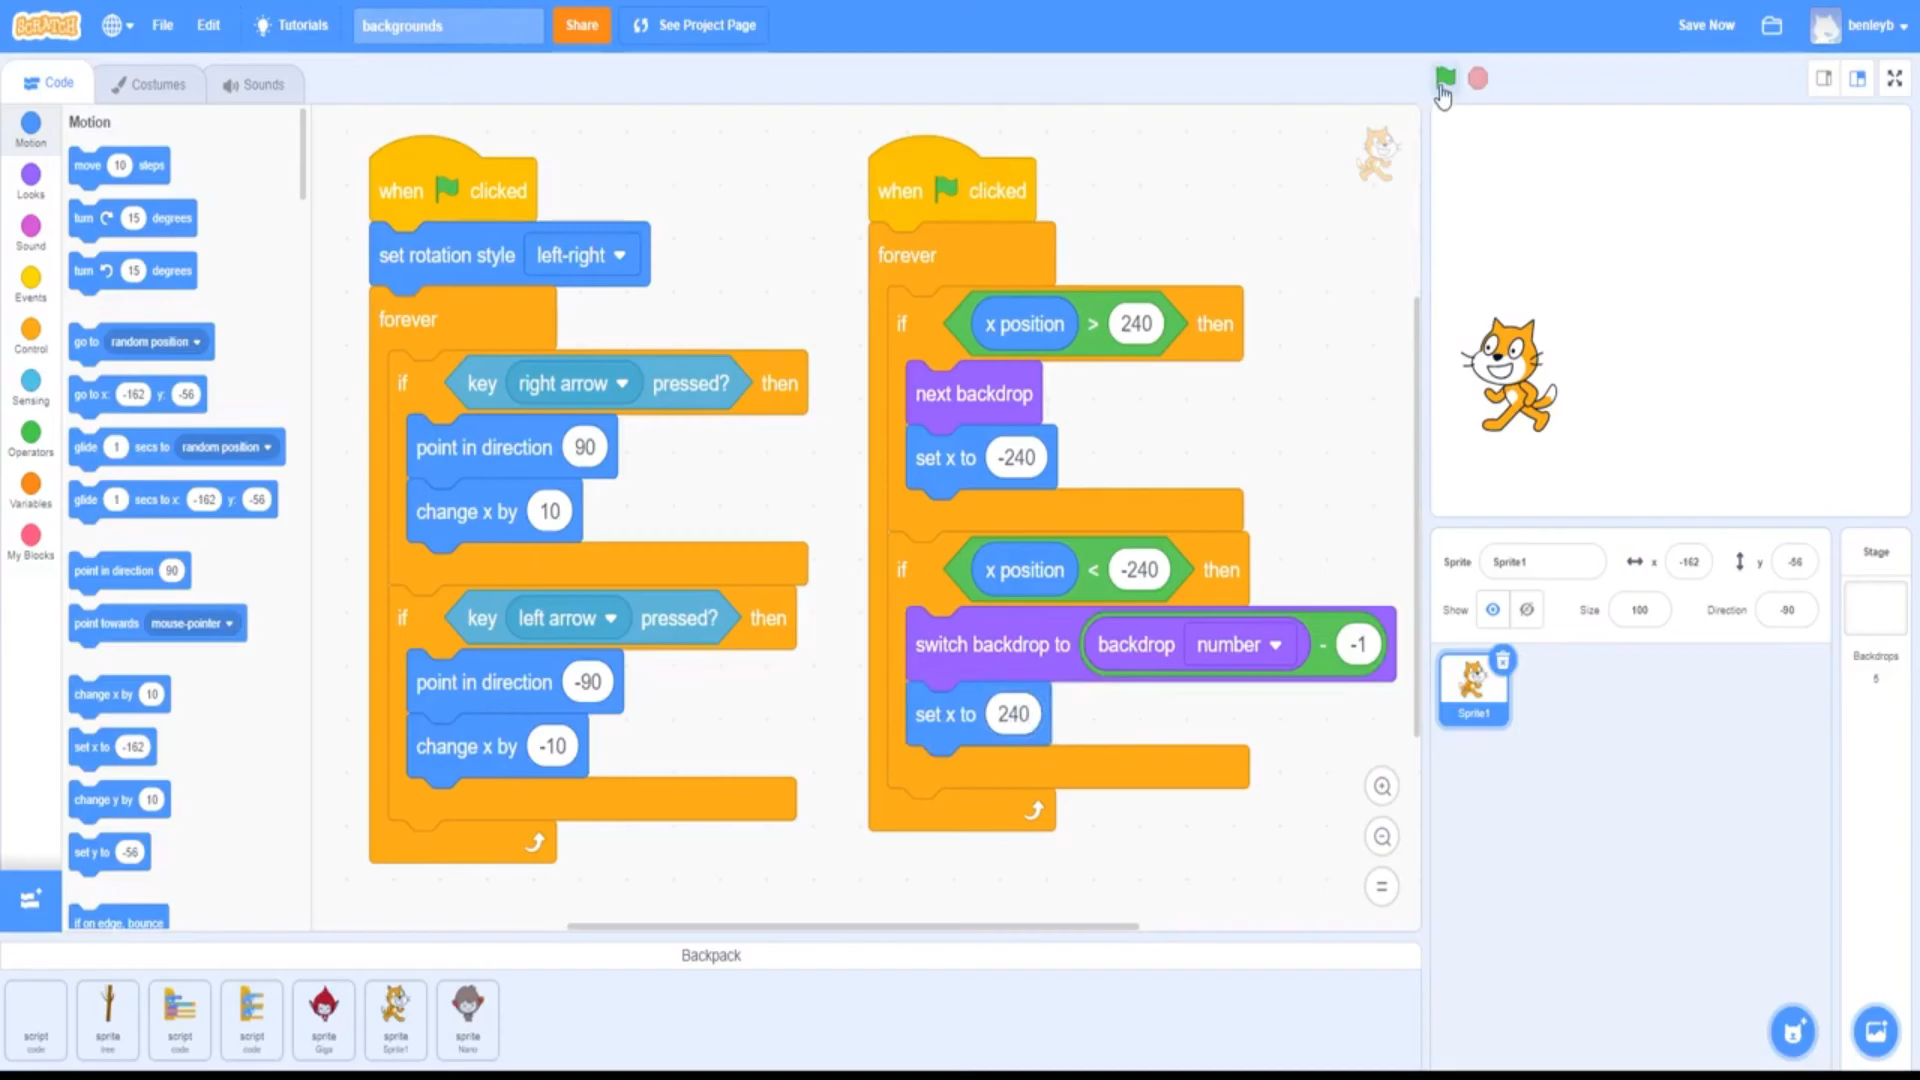 SCRATCH File Edit Tutorials backgrounds Share See Project Page Save Now benleyb
Code Costumes Sounds
Motion
Looks
Sound
Events
Control
Sensing
Operators
Variables
My Blocks
Motion
move 10 steps
turn 15 degrees
turn 15 degrees
go to random position
go to x: -162 y: -56
glide 1 secs to random position
glide 1 secs to x: -162 y: -56
point in direction 90
point towards mouse-pointer
change x by 10
set x to -162
change y by 10
set y to -56
if on edge, bounce
when clicked
set rotation style left-right
forever
if key right arrow pressed? then
point in direction 90
change x by 10
if key left arrow pressed? then
point in direction -90
change x by -10
when clicked
forever
if x position > 240 then
next backdrop
set x to -240
if x position < -240 then
switch backdrop to backdrop number - -1
set x to 240
Sprite Sprite1 x -162 y -56
Show Size 100 Direction -90
Sprite1
Stage
Backdrops
5
Backpack
script
code
sprite
tree
script
code
script
code
sprite
Giga
sprite
Sprite1
sprite
Nano